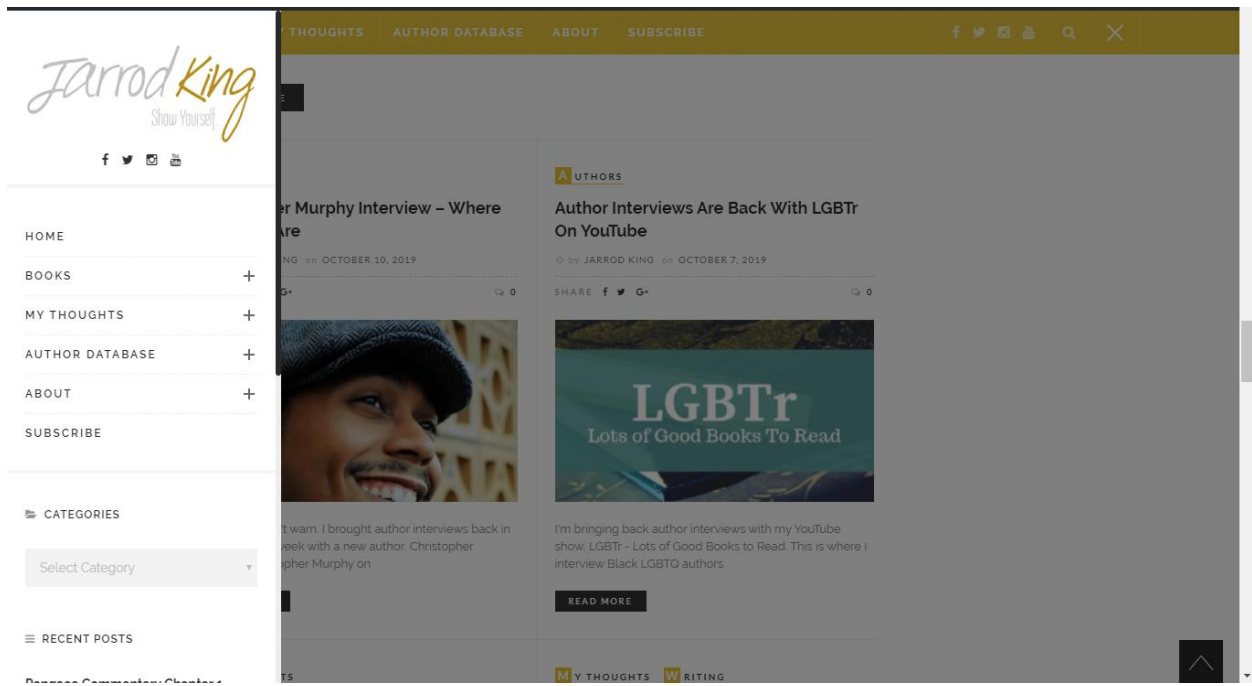 Jarrod King
Show Yourself.
HOME
BOOKS
MY THOUGHTS
AUTHOR DATABASE
ABOUT
SUBSCRIBE
CATEGORIES
Select Category
RECENT POSTS
THOUGHTS AUTHOR DATABASE ABOUT SUBSCRIBE
er Murphy Interview – Where
Are
NG on OCTOBER 10, 2019
G+ 0
't warn. I brought author interviews back in
week with a new author, Christopher
opher Murphy on
TS
AUTHORS
Author Interviews Are Back With LGBTr
On YouTube
by JARROD KING on OCTOBER 7, 2019
SHARE G+ 0
LGBTr
Lots of Good Books To Read
I'm bringing back author interviews with my YouTube
show, LGBTr - Lots of Good Books to Read. This is where I
interview Black LGBTQ authors
READ MORE
MY THOUGHTS WRITING